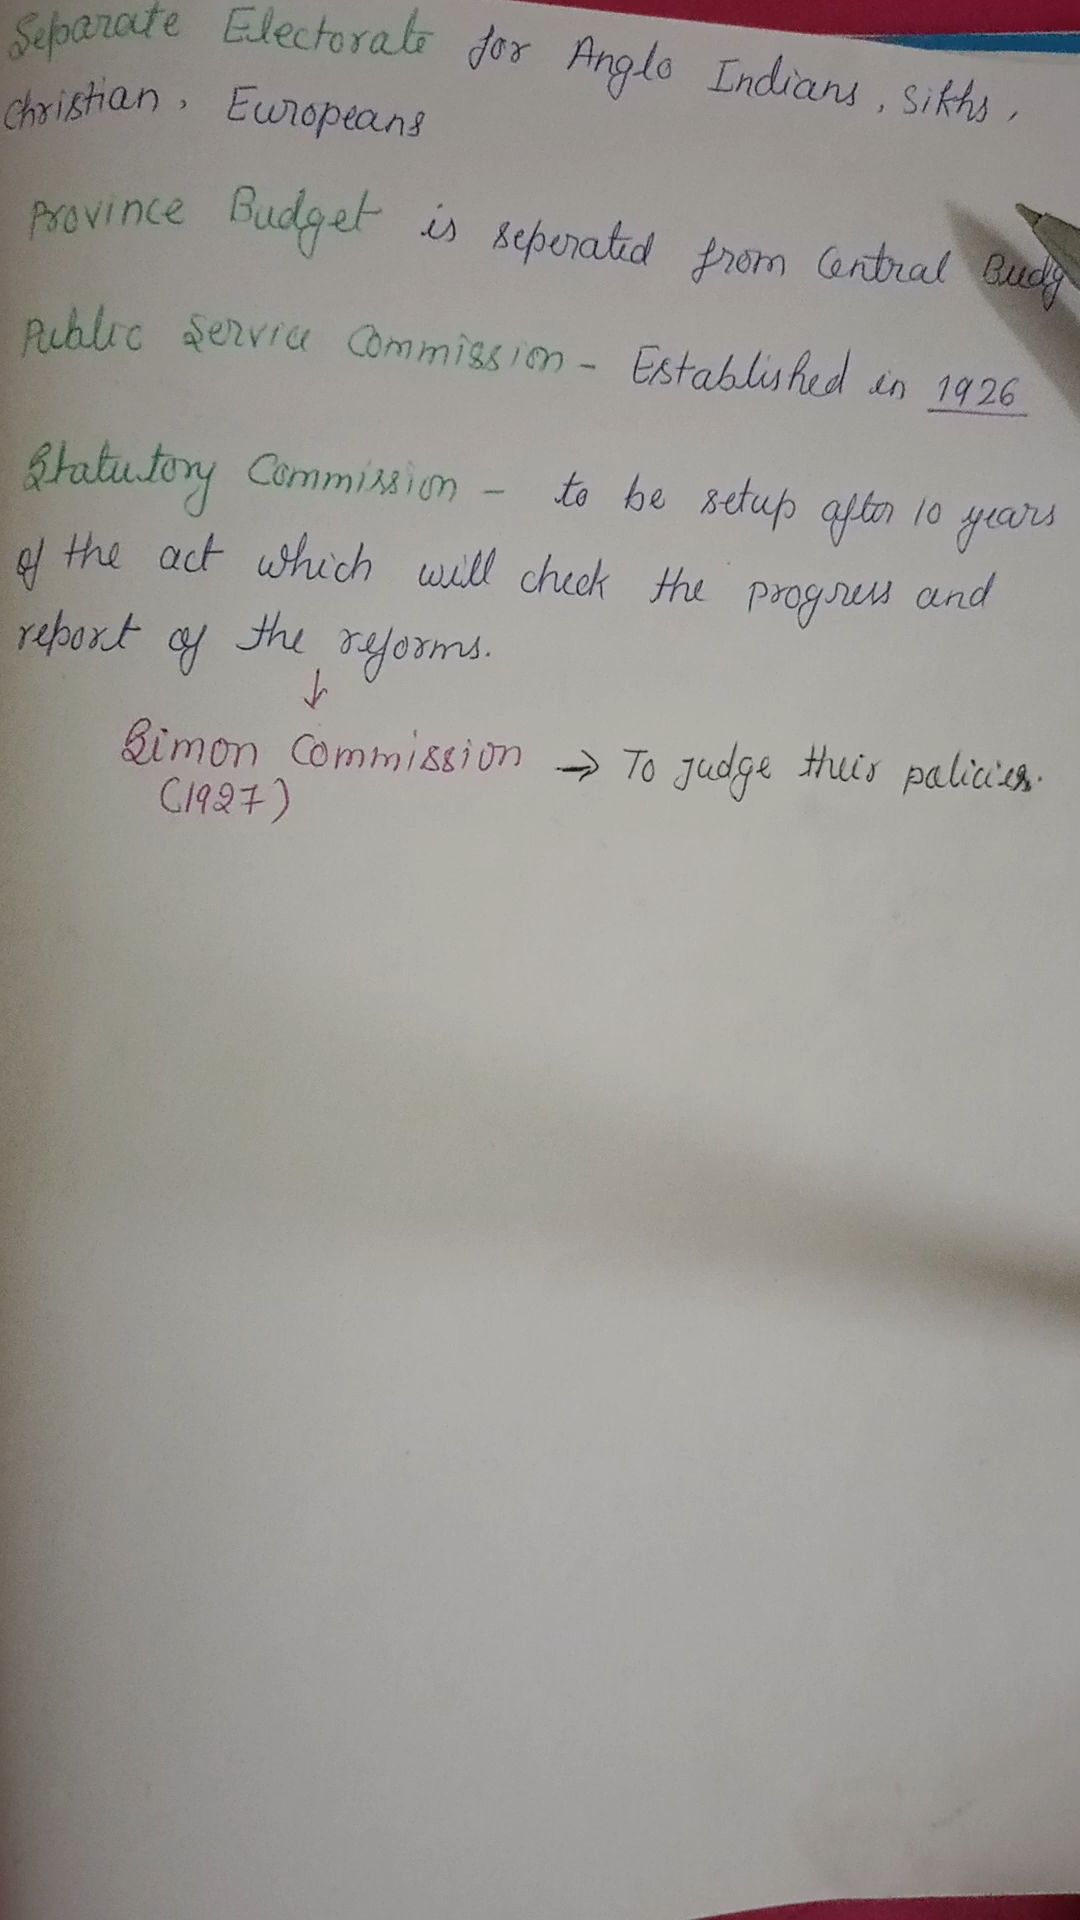 Separate Electorate for Anglo Indians, Sikhs,
Christian, Europeans
Province Budget is seperated from Central Budg
Public Service Commission - Established in 1926
Statutory Commission - to be setup after 10 years
of the act which will check the progress and
report of the reforms.
↓
Simon Commission → To judge their policies.
(1927)